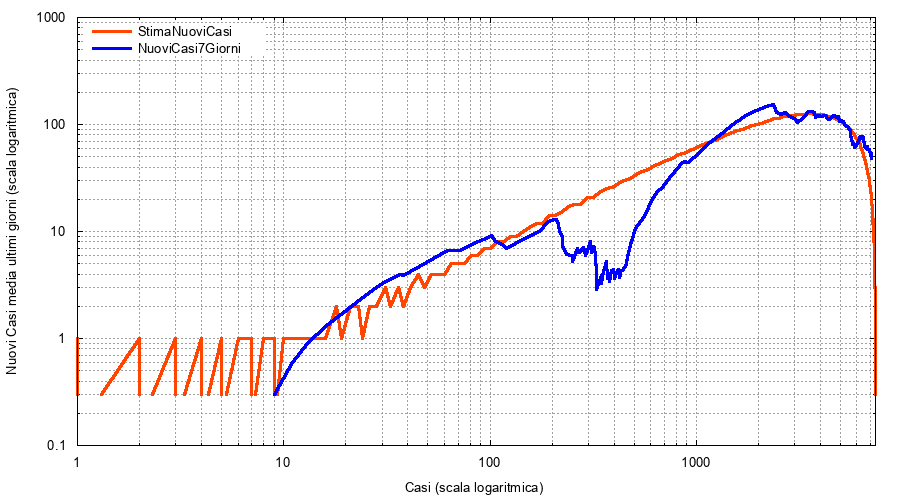 1000
StimaNuoviCasi
NuoviCasi7Giorni
100
10
1
0.1
Nuovi Casi media ultimi giorni (scala logaritmica)
1 10 100 1000
Casi (scala logaritmica)